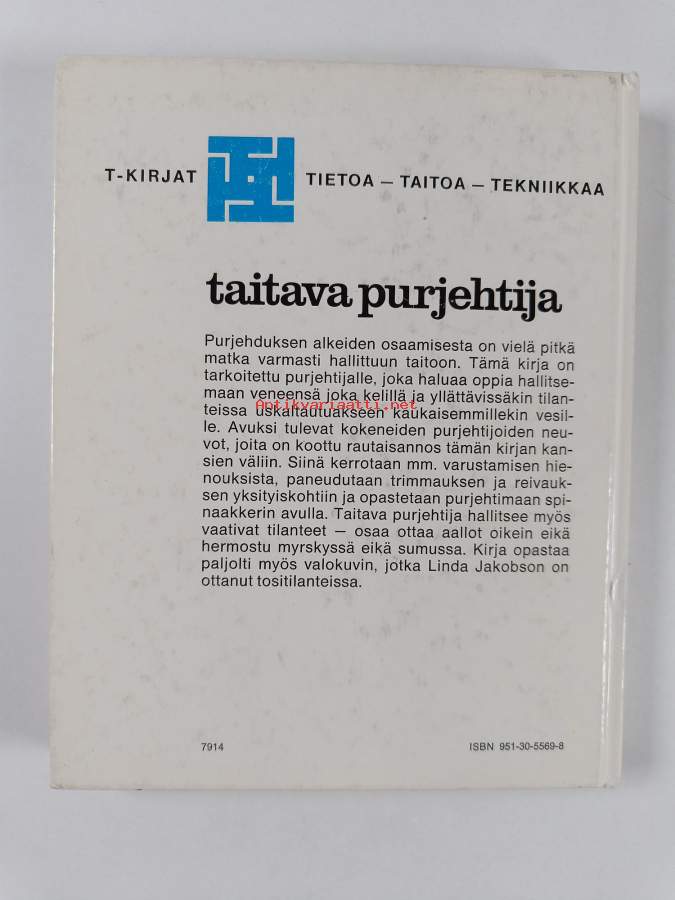 T-KIRJAT TIETOA – TAITOA – TEKNIIKKAA
taitava purjehtija
Purjehduksen alkeiden osaamisesta on vielä pitkä
matka varmasti hallittuun taitoon. Tämä kirja on
tarkoitettu purjehtijalle, joka haluaa oppia hallitse-
maan veneensä joka kelillä ja yllättävissäkin tilan-
Antikvariaatti.net
teissa uskaltautuakseen kaukaisemmillekin vesil-
le. Avuksi tulevat kokeneiden purjehtijoiden neu-
vot, joita on koottu rautaisannos tämän kirjan kan-
sien väliin. Siinä kerrotaan mm. varustamisen hie-
nouksista, paneudutaan trimmauksen ja reivauk-
sen yksityiskohtiin ja opastetaan purjehtimaan spi-
naakkerin avulla. Taitava purjehtija hallitsee myös
vaativat tilanteet – osaa ottaa aallot oikein eikä
hermostu myrskyssä eikä sumussa. Kirja opastaa
paljolti myös valokuvin, jotka Linda Jakobson on
ottanut tositilanteissa.
7914 ISBN 951-30-5569-8